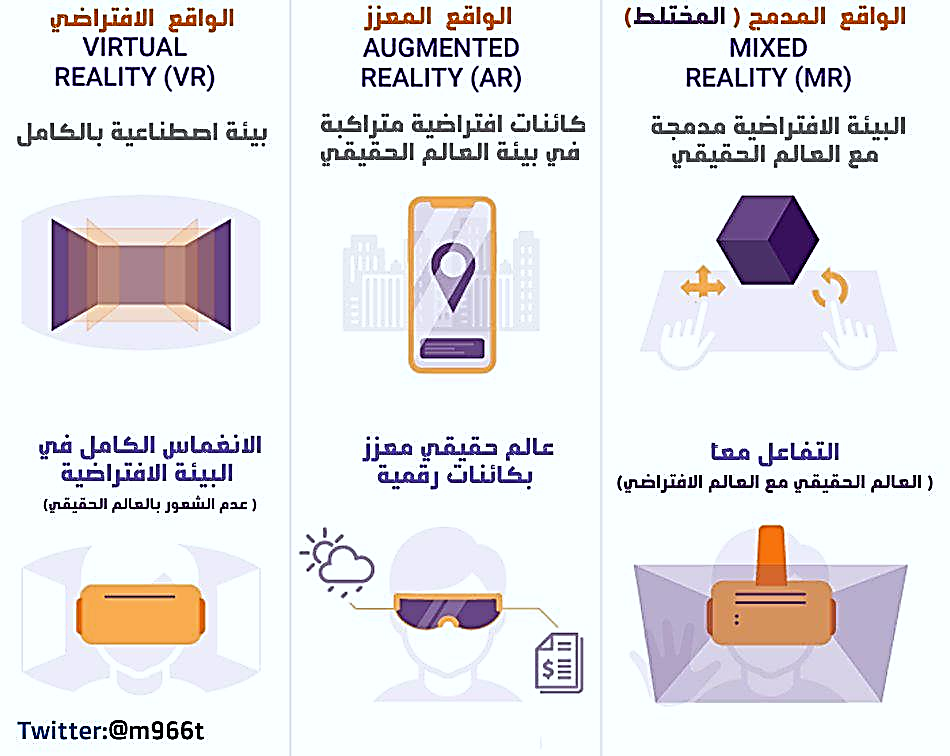 الواقع الافتراضي
VIRTUAL
REALITY (VR)
بيئة اصطناعية بالكامل
الانغماس الكامل في
البيئة الافتراضية
( عدم الشعور بالعالم الحقيقي)
الواقع المعزز
AUGMENTED
REALITY (AR)
كائنات افتراضية متراكبة
في بيئة العالم الحقيقي
عالم حقيقي معزز
بكائنات رقمية
$
الواقع المدمج ( المختلط)
MIXED
REALITY (MR)
البيئة الافتراضية مدمجة
مع العالم الحقيقي
التفاعل معاً
( العالم الحقيقي مع العالم الافتراضي)
Twitter:@m966t